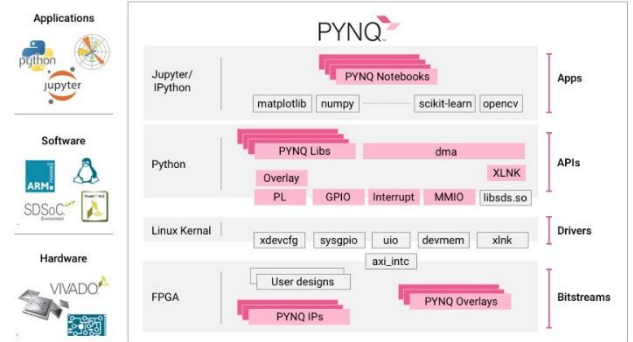 Applications
python
jupyter
Software
ARM
SDSoC
Environment
Hardware
VIVADO
PYNQ
Jupyter/
IPython
PYNQ Notebooks
matplotlib numpy scikit-learn opencv
Apps
Python
PYNQ Libs dma
Overlay XLNK
PL GPIO Interrupt MMIO libsds.so
APIs
Linux Kernel
xdevcfg sysgpio uio devmem xlnk
axi_intc
Drivers
FPGA
User designs
PYNQ IPs
PYNQ Overlays
Bitstreams